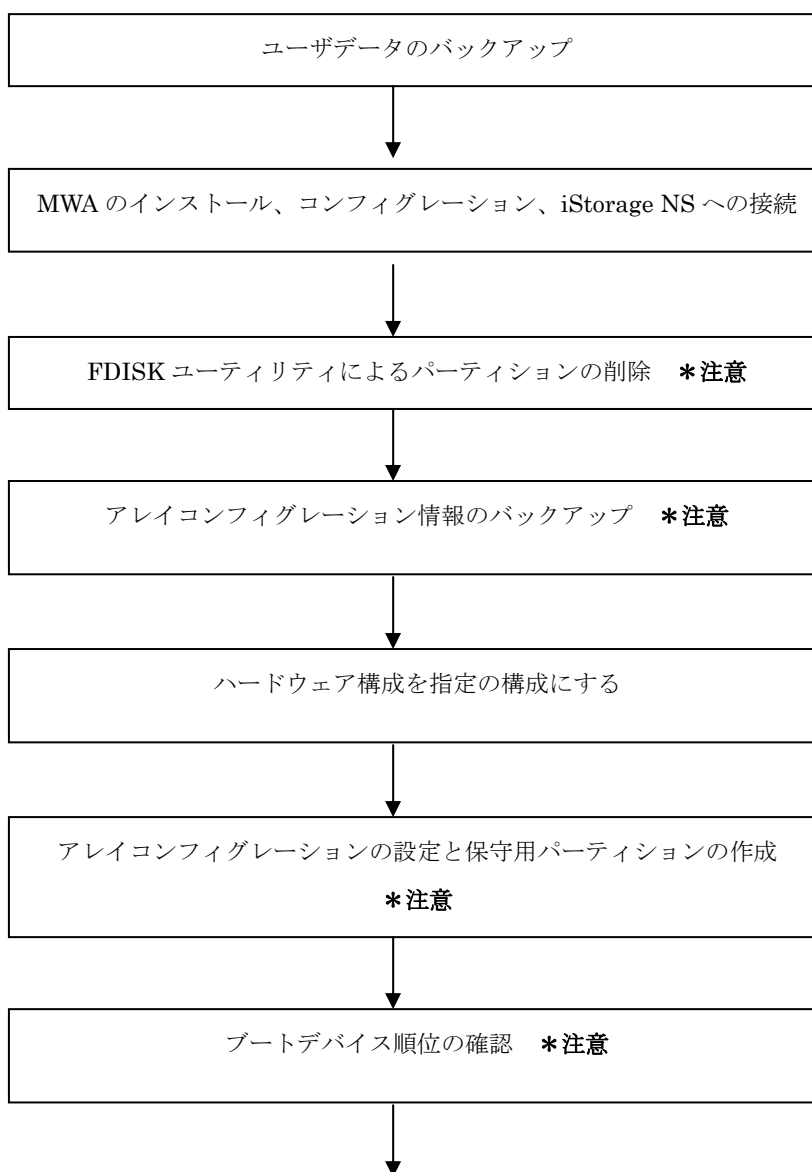 ユーザデータのバックアップ
MWA のインストール、コンフィグレーション、iStorage NS への接続
FDISK ユーティリティによるパーティションの削除　＊注意
アレイコンフィグレーション情報のバックアップ　＊注意
ハードウェア構成を指定の構成にする
アレイコンフィグレーションの設定と保守用パーティションの作成
＊注意
ブートデバイス順位の確認　＊注意